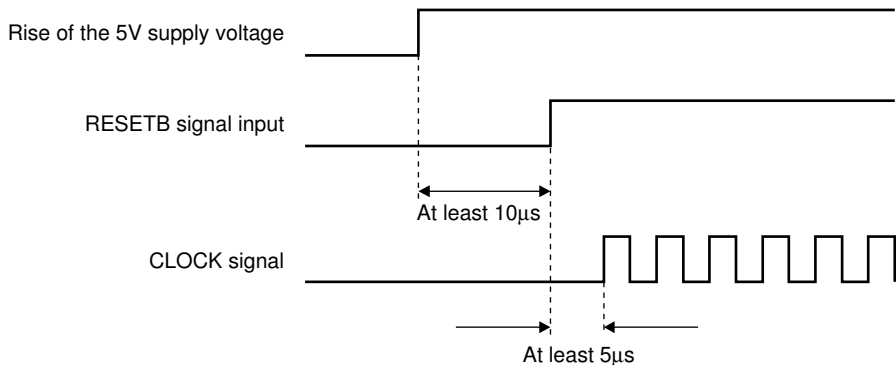 Rise of the 5V supply voltage
RESETB signal input
At least 10μs
CLOCK signal
At least 5μs